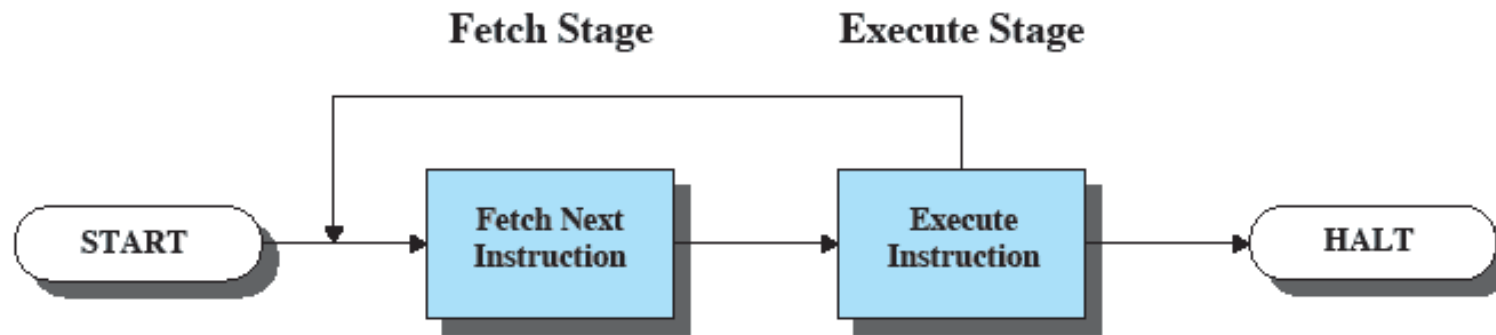 Fetch Stage
Execute Stage
START
Fetch Next
Instruction
Execute
Instruction
HALT